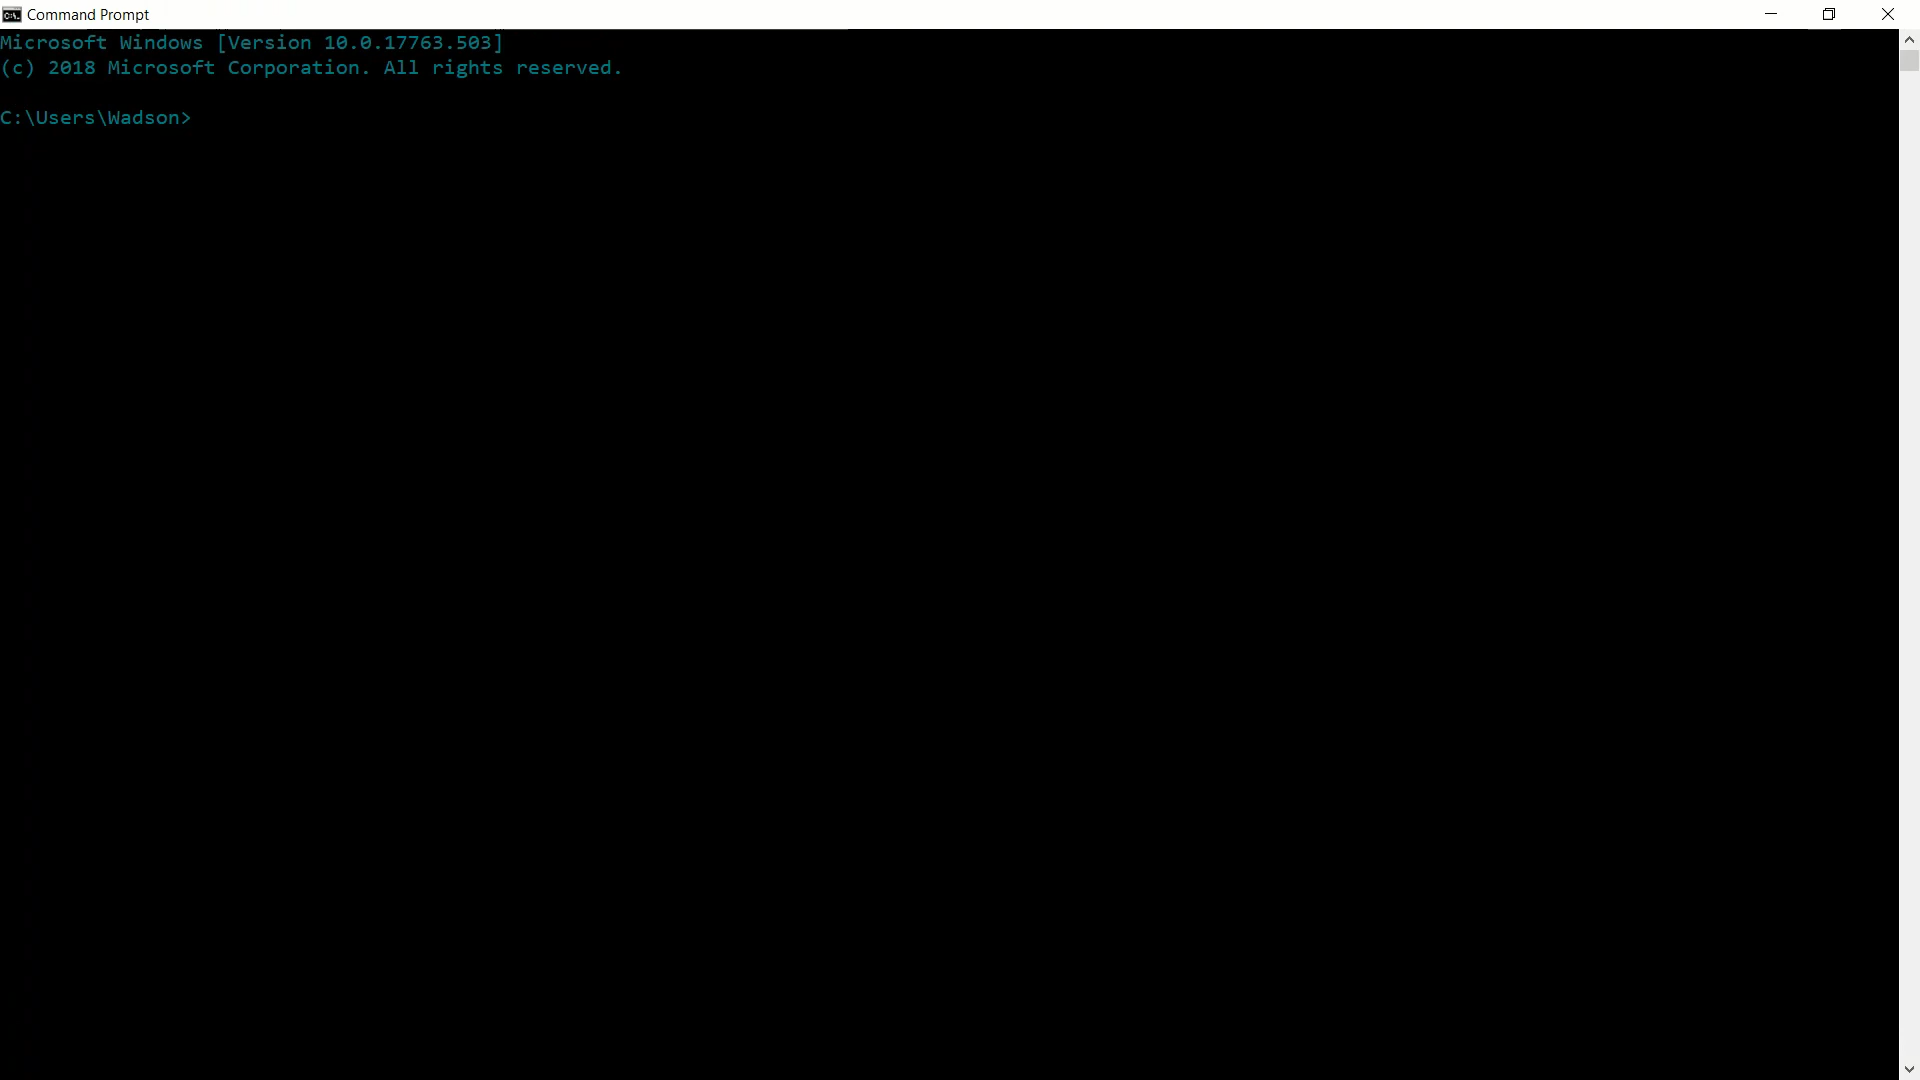 Command Prompt
Microsoft Windows [Version 10.0.17763.503]
(c) 2018 Microsoft Corporation. All rights reserved.
C:\Users\Wadson>